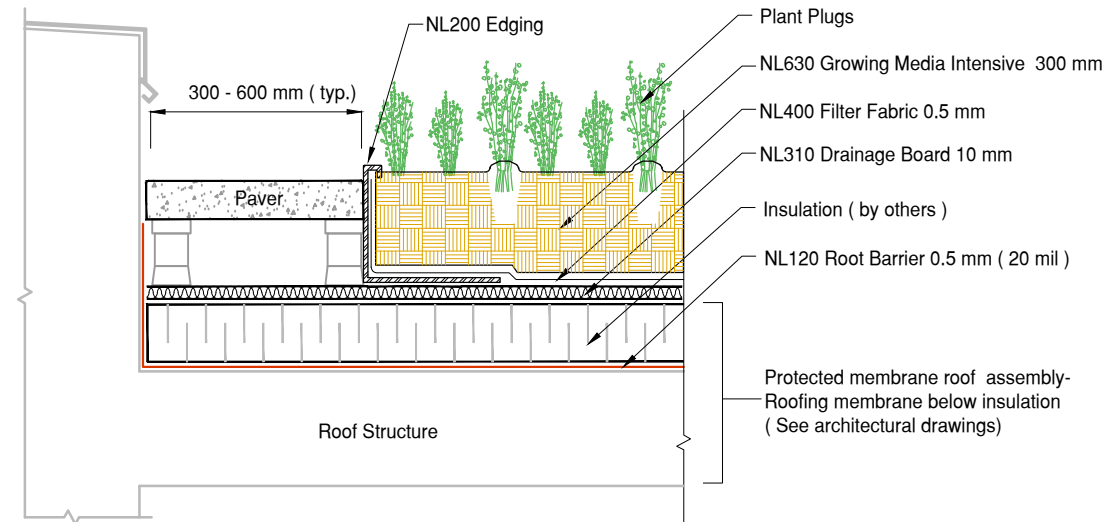 NL200 Edging
Plant Plugs
NL630 Growing Media Intensive 300 mm
300 - 600 mm ( typ.)
NL400 Filter Fabric 0.5 mm
NL310 Drainage Board 10 mm
Paver
Insulation ( by others )
NL120 Root Barrier 0.5 mm ( 20 mil )
Protected membrane roof assembly-
Roofing membrane below insulation
( See architectural drawings)
Roof Structure